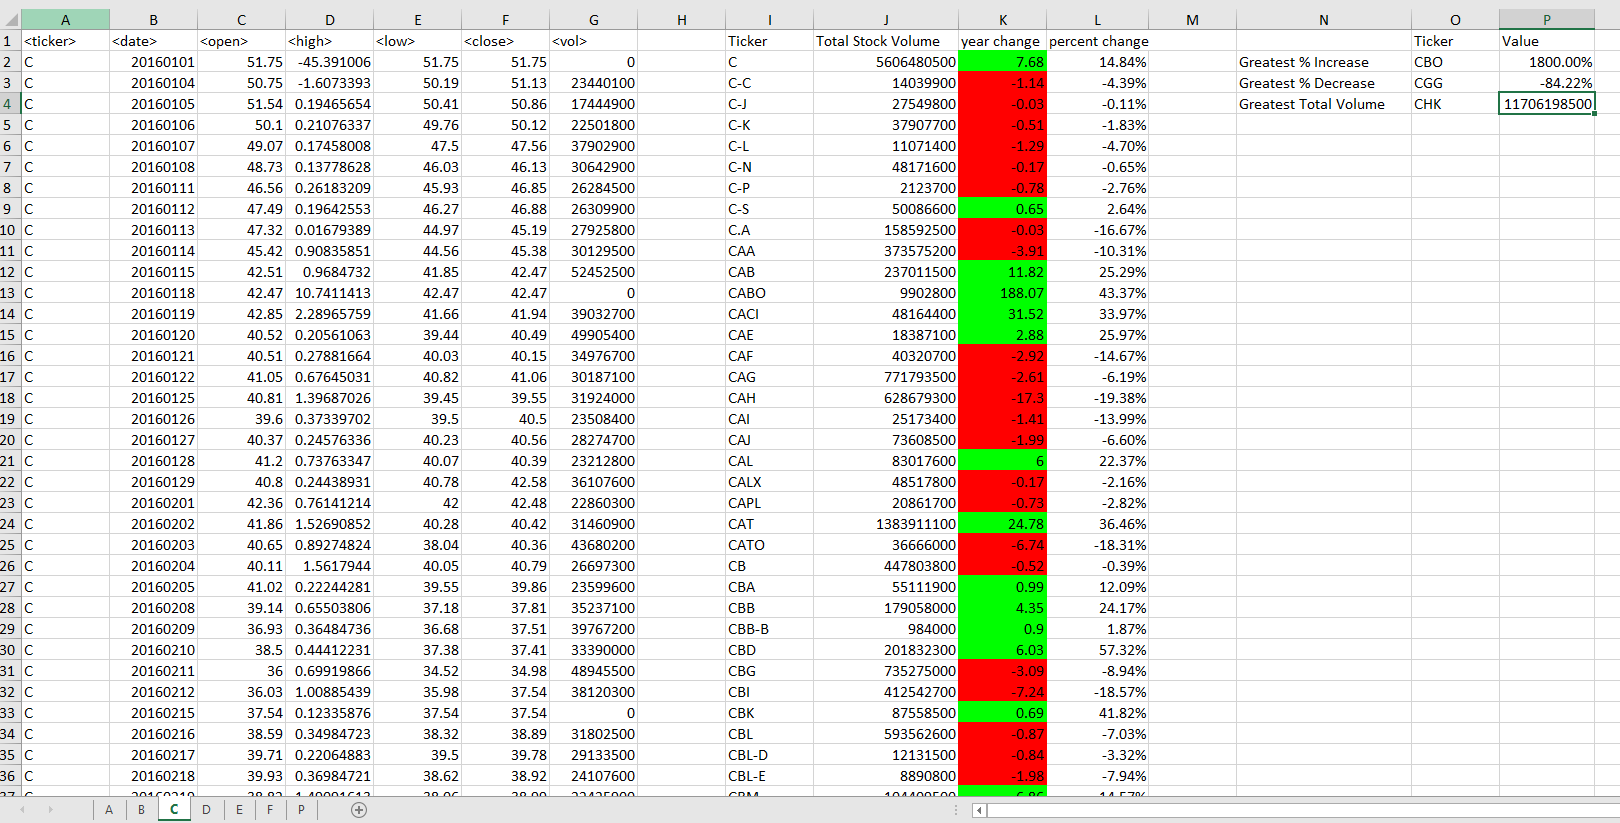 A B C D E F G H I J K L M N O P
1 <ticker> <date> <open> <high> <low> <close> <vol> Ticker Total Stock Volume year change percent change Ticker Value
2 C 20160101 51.75 -45.391006 51.75 51.75 0 C 5606480500 7.68 14.84% Greatest % Increase CBO 1800.00%
3 C 20160104 50.75 -1.6073393 50.19 51.13 23440100 C-C 14039900 -1.14 -4.39% Greatest % Decrease CGG -84.22%
4 C 20160105 51.54 0.19465654 50.41 50.86 17444900 C-J 27549800 -0.03 -0.11% Greatest Total Volume CHK 11706198500
5 C 20160106 50.1 0.21076337 49.76 50.12 22501800 C-K 37907700 -0.51 -1.83%
6 C 20160107 49.07 0.17458008 47.5 47.56 37902900 C-L 11071400 -1.29 -4.70%
7 C 20160108 48.73 0.13778628 46.03 46.13 30642900 C-N 48171600 -0.17 -0.65%
8 C 20160111 46.56 0.26183209 45.93 46.85 26284500 C-P 2123700 -0.78 -2.76%
9 C 20160112 47.49 0.19642553 46.27 46.88 26309900 C-S 50086600 0.65 2.64%
10 C 20160113 47.32 0.01679389 44.97 45.19 27925800 C.A 158592500 -0.03 -16.67%
11 C 20160114 45.42 0.90835851 44.56 45.38 30129500 CAA 373575200 -3.91 -10.31%
12 C 20160115 42.51 0.9684732 41.85 42.47 52452500 CAB 237011500 11.82 25.29%
13 C 20160118 42.47 10.7411413 42.47 42.47 0 CABO 9902800 188.07 43.37%
14 C 20160119 42.85 2.28965759 41.66 41.94 39032700 CACI 48164400 31.52 33.97%
15 C 20160120 40.52 0.20561063 39.44 40.49 49905400 CAE 18387100 2.88 25.97%
16 C 20160121 40.51 0.27881664 40.03 40.15 34976700 CAF 40320700 -2.92 -14.67%
17 C 20160122 41.05 0.67645031 40.82 41.06 30187100 CAG 771793500 -2.61 -6.19%
18 C 20160125 40.81 1.39687026 39.45 39.55 31924000 CAH 628679300 -17.3 -19.38%
19 C 20160126 39.6 0.37339702 39.5 40.5 23508400 CAI 25173400 -1.41 -13.99%
20 C 20160127 40.37 0.24576336 40.23 40.56 28274700 CAJ 73608500 -1.99 -6.60%
21 C 20160128 41.2 0.73763347 40.07 40.39 23212800 CAL 83017600 6 22.37%
22 C 20160129 40.8 0.24438931 40.78 42.58 36107600 CALX 48517800 -0.17 -2.16%
23 C 20160201 42.36 0.76141214 42 42.48 22860300 CAPL 20861700 -0.73 -2.82%
24 C 20160202 41.86 1.52690852 40.28 40.42 31460900 CAT 1383911100 24.78 36.46%
25 C 20160203 40.65 0.89274824 38.04 40.36 43680200 CATO 36666000 -6.74 -18.31%
26 C 20160204 40.11 1.5617944 40.05 40.79 26697300 CB 447803800 -0.52 -0.39%
27 C 20160205 41.02 0.22244281 39.55 39.86 23599600 CBA 55111900 0.99 12.09%
28 C 20160208 39.14 0.65503806 37.18 37.81 35237100 CBB 179058000 4.35 24.17%
29 C 20160209 36.93 0.36484736 36.68 37.51 39767200 CBB-B 984000 0.9 1.87%
30 C 20160210 38.5 0.44412231 37.38 37.41 33390000 CBD 201832300 6.03 57.32%
31 C 20160211 36 0.69919866 34.52 34.98 48945500 CBG 735275000 -3.09 -8.94%
32 C 20160212 36.03 1.00885439 35.98 37.54 38120300 CBI 412542700 -7.24 -18.57%
33 C 20160215 37.54 0.12335876 37.54 37.54 0 CBK 87558500 0.69 41.82%
34 C 20160216 38.59 0.34984723 38.32 38.89 31802500 CBL 593562600 -0.87 -7.03%
35 C 20160217 39.71 0.22064883 39.5 39.78 29133500 CBL-D 12131500 -0.84 -3.32%
36 C 20160218 39.93 0.36984721 38.62 38.92 24107600 CBL-E 8890800 -1.98 -7.94%
A B C D E F P